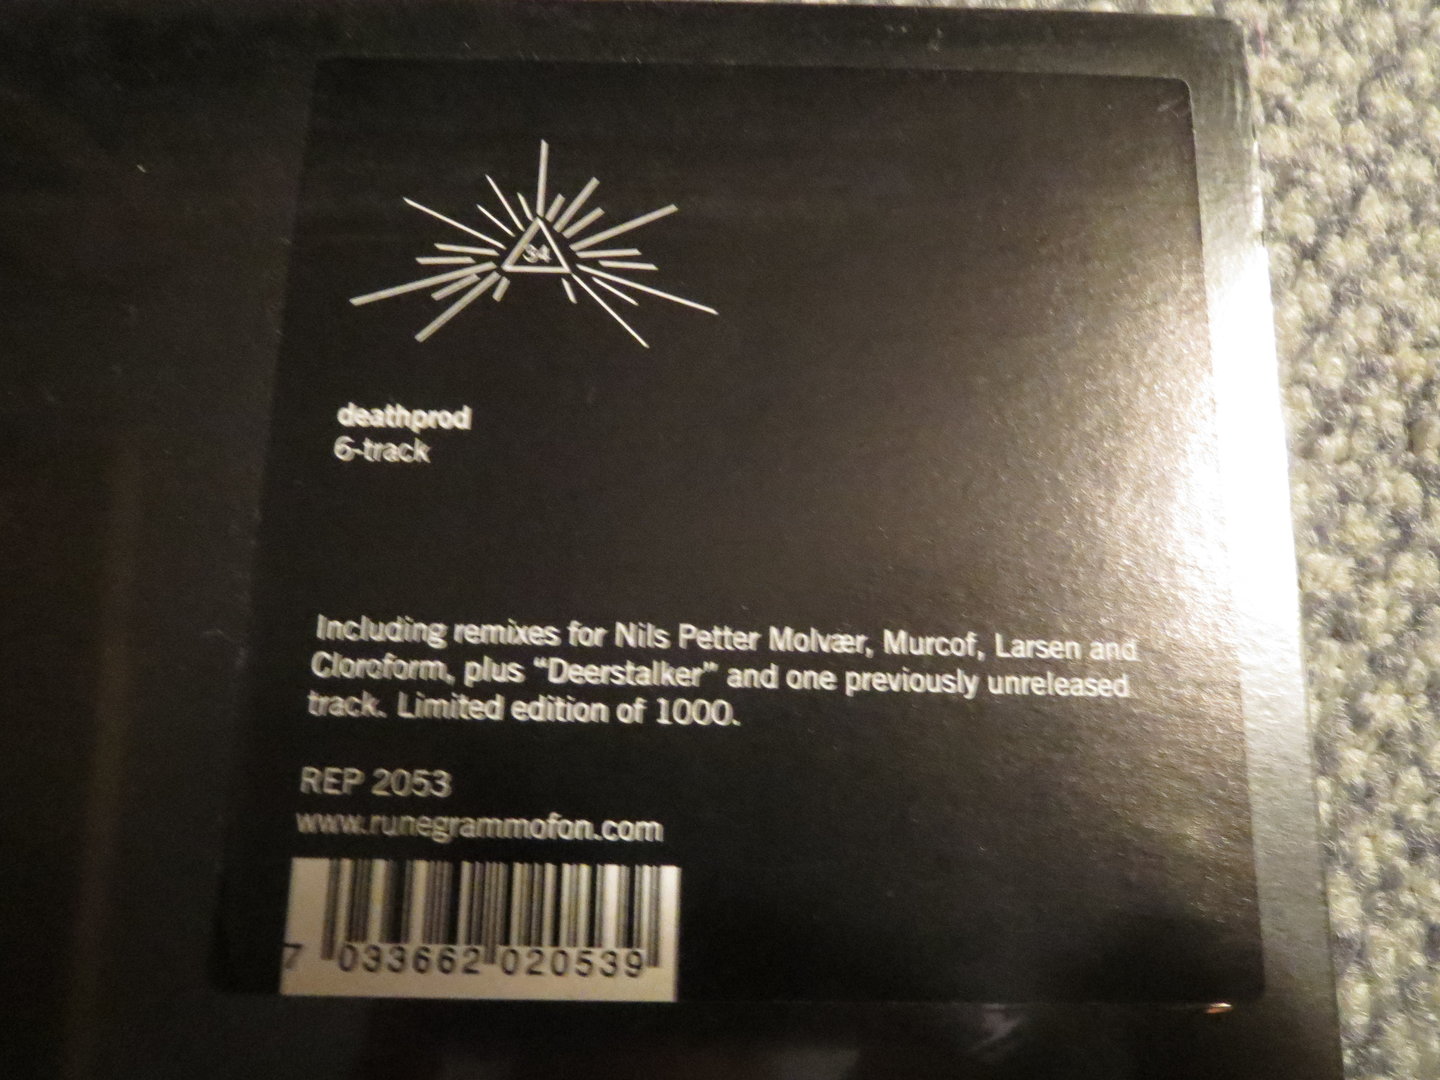 34
deathprod
6-track
Including remixes for Nils Petter Molvær, Murcof, Larsen and
Cloroform, plus “Deerstalker” and one previously unreleased
track. Limited edition of 1000.
REP 2053
www.runegrammofon.com
7 033662 020539